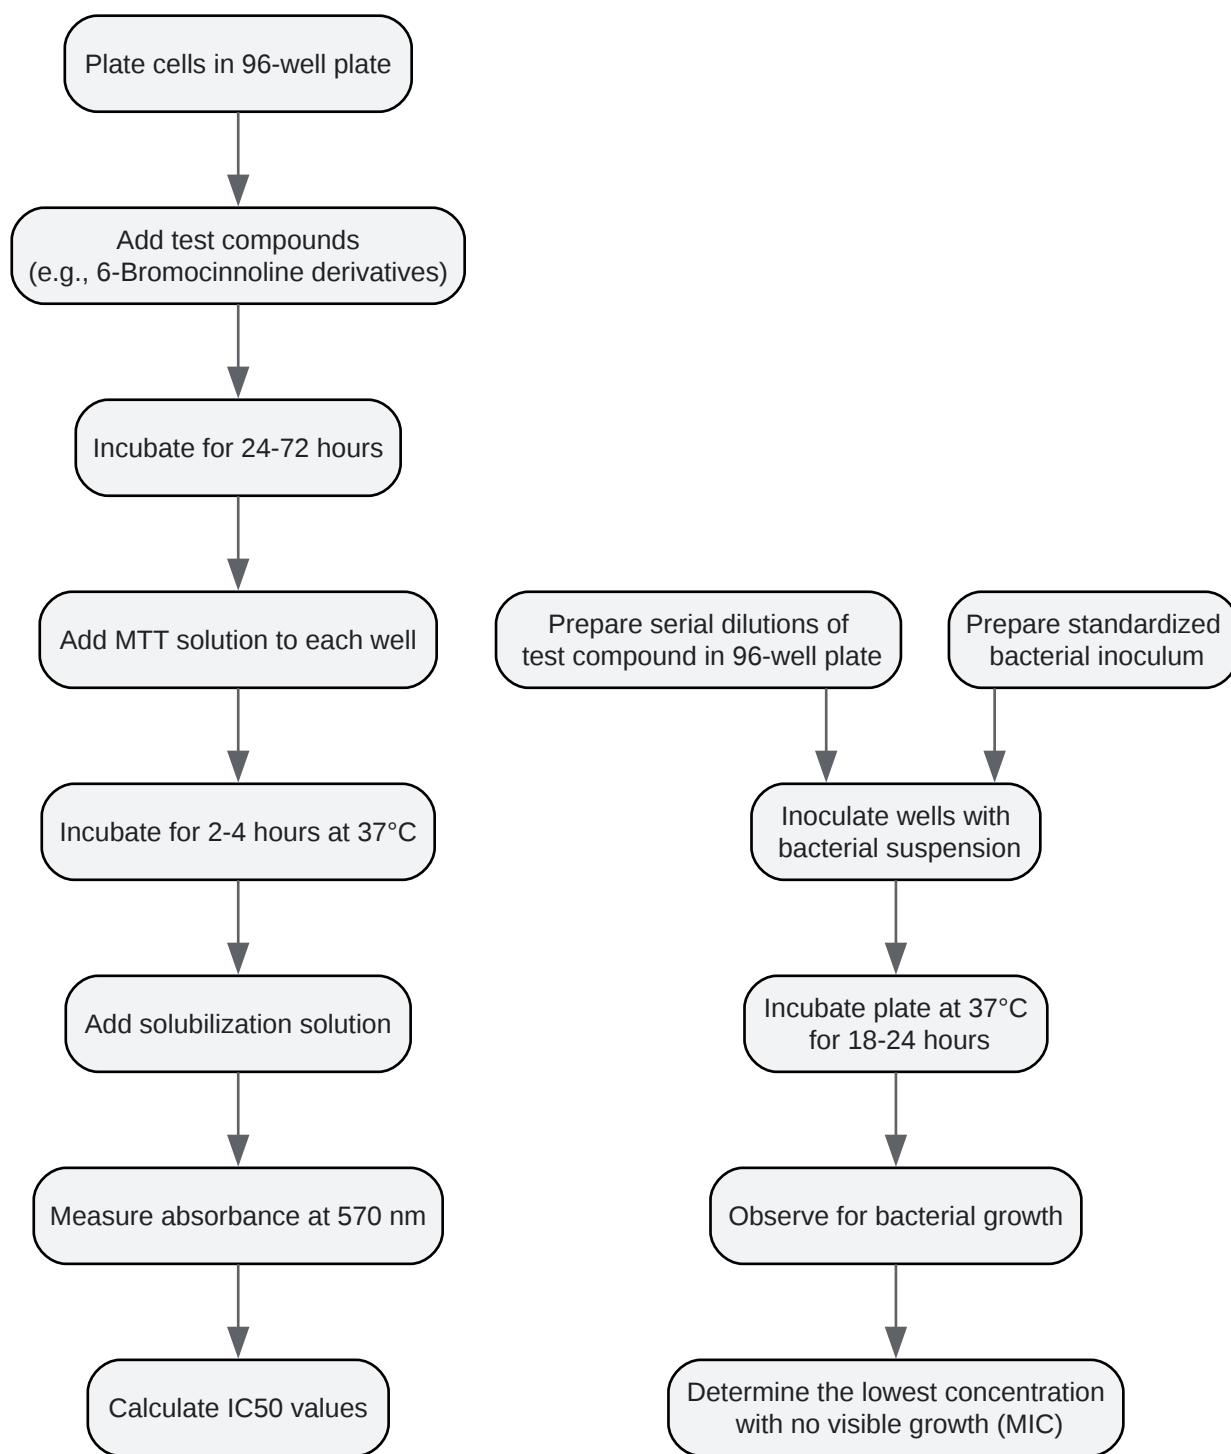 Plate cells in 96-well plate
Add test compounds
(e.g., 6-Bromocinnoline derivatives)
Incubate for 24-72 hours
Add MTT solution to each well
Incubate for 2-4 hours at 37°C
Add solubilization solution
Measure absorbance at 570 nm
Calculate IC50 values
Prepare serial dilutions of
test compound in 96-well plate
Prepare standardized
bacterial inoculum
Inoculate wells with
bacterial suspension
Incubate plate at 37°C
for 18-24 hours
Observe for bacterial growth
Determine the lowest concentration
with no visible growth (MIC)